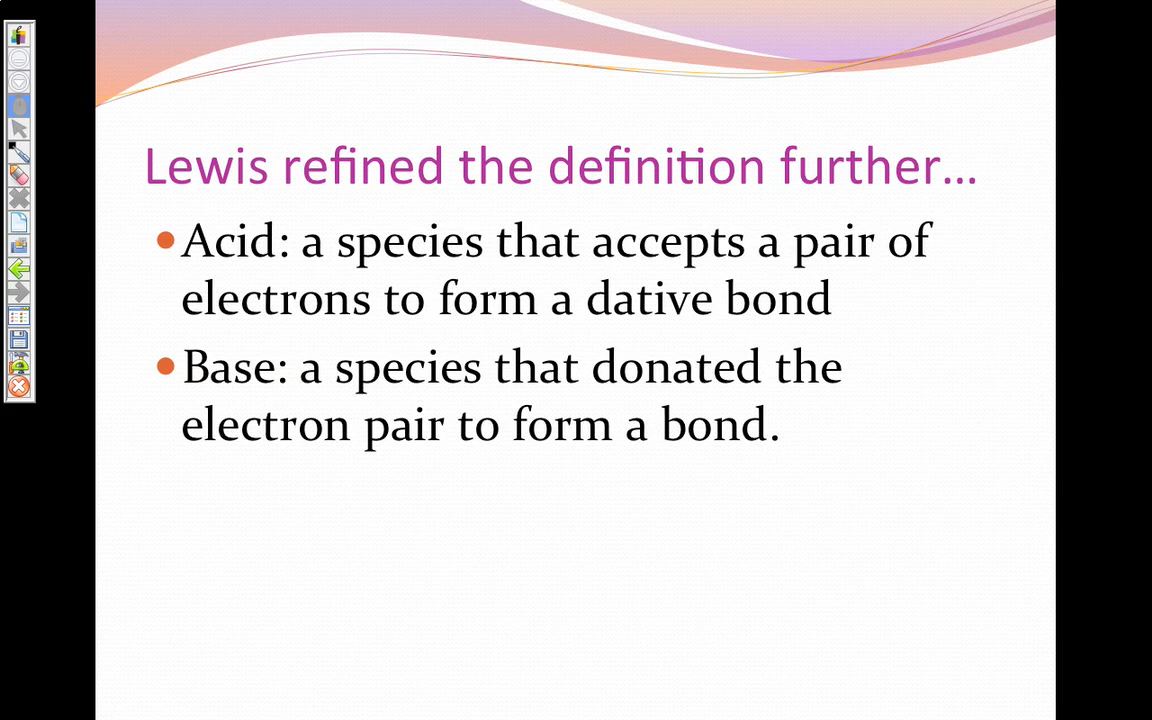 Lewis refined the definition further...
Acid: a species that accepts a pair of
electrons to form a dative bond
Base: a species that donated the
electron pair to form a bond.